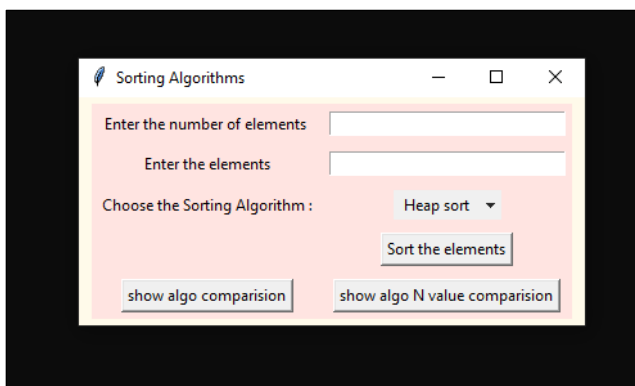 Sorting Algorithms
Enter the number of elements
Enter the elements
Choose the Sorting Algorithm : Heap sort
Sort the elements
show algo comparision show algo N value comparision